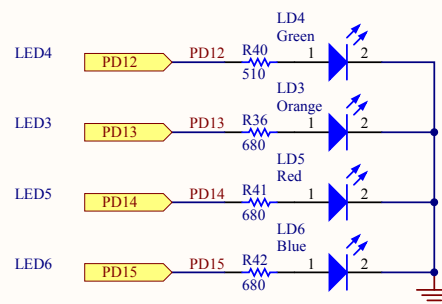 LD4
Green
LED4 PD12 PD12 R40 1 2
510
LD3
Orange
LED3 PD13 PD13 R36 1 2
680
LD5
Red
LED5 PD14 PD14 R41 1 2
680
LD6
Blue
LED6 PD15 PD15 R42 1 2
680